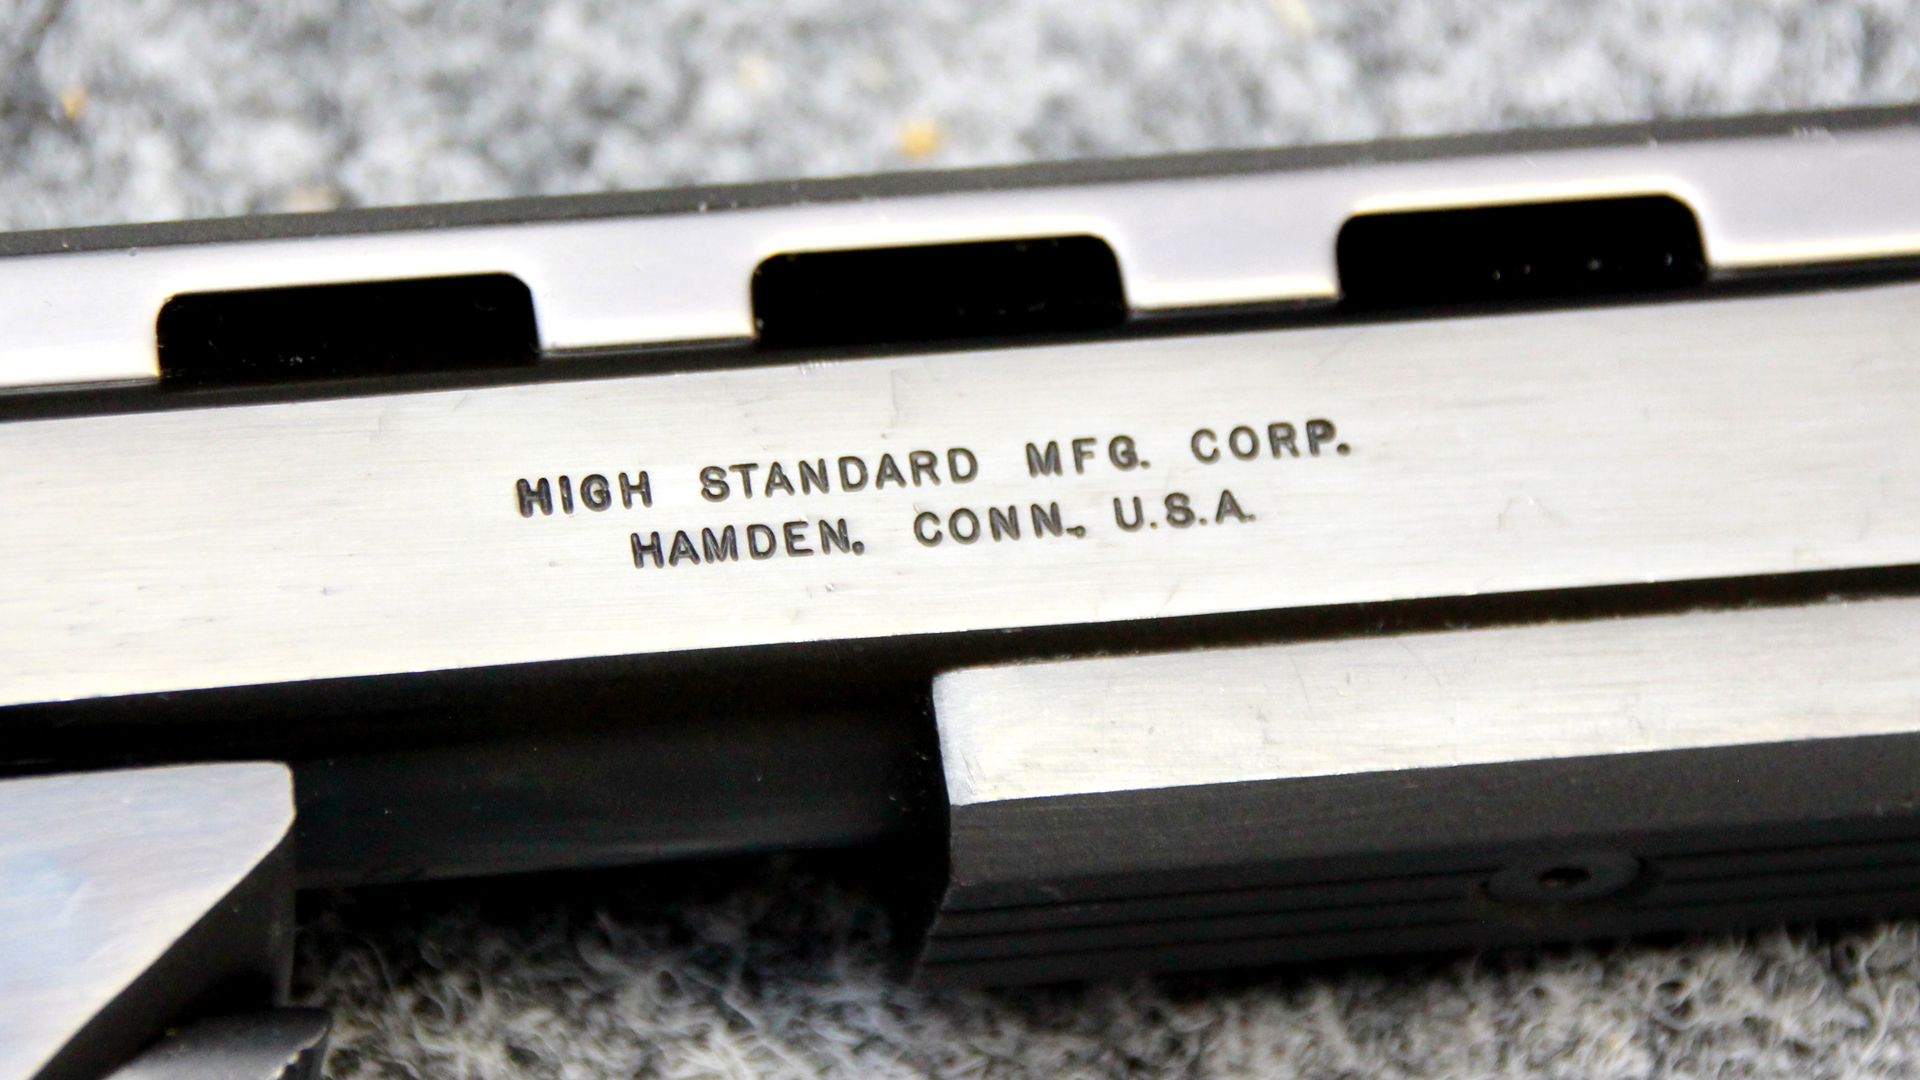 HIGH STANDARD MFG. CORP.
HAMDEN, CONN., U.S.A.